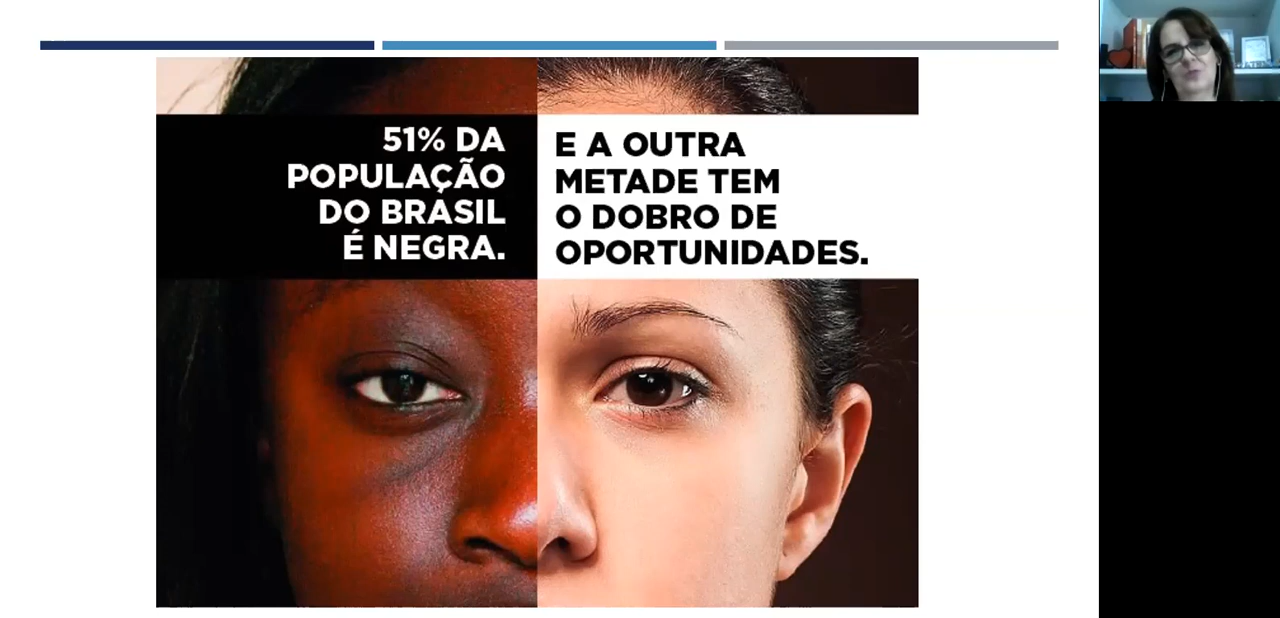 51% DA
POPULAÇÃO
DO BRASIL
É NEGRA.
E A OUTRA
METADE TEM
O DOBRO DE
OPORTUNIDADES.